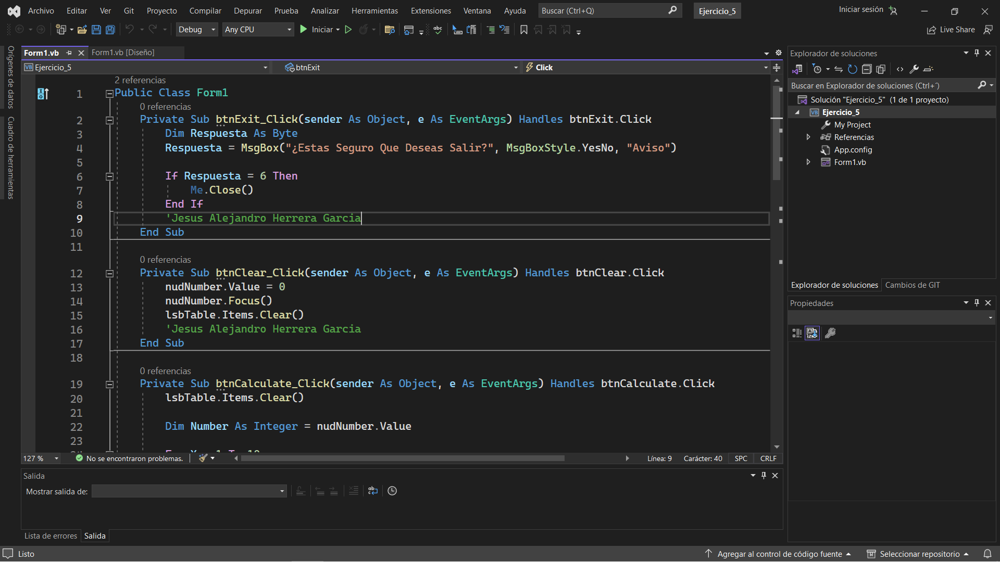 Archivo Editar Ver Git Proyecto Compilar Depurar Prueba Analizar Herramientas Extensiones Ventana Ayuda Buscar (Ctrl+Q) Ejercicio_5 Iniciar sesión
Debug Any CPU Iniciar Live Share
Orígenes de datos
Cuadro de herramientas
Form1.vb Form1.vb [Diseño]
Ejercicio_5 btnExit Click
2 referencias
1 Public Class Form1
0 referencias
2 Private Sub btnExit_Click(sender As Object, e As EventArgs) Handles btnExit.Click
3 Dim Respuesta As Byte
4 Respuesta = MsgBox("¿Estas Seguro Que Deseas Salir?", MsgBoxStyle.YesNo, "Aviso")
5
6 If Respuesta = 6 Then
7 Me.Close()
8 End If
9 'Jesus Alejandro Herrera Garcia
10 End Sub
11
0 referencias
12 Private Sub btnClear_Click(sender As Object, e As EventArgs) Handles btnClear.Click
13 nudNumber.Value = 0
14 nudNumber.Focus()
15 lsbTable.Items.Clear()
16 'Jesus Alejandro Herrera Garcia
17 End Sub
18
0 referencias
19 Private Sub btnCalculate_Click(sender As Object, e As EventArgs) Handles btnCalculate.Click
20 lsbTable.Items.Clear()
21
22 Dim Number As Integer = nudNumber.Value
23
127 % No se encontraron problemas. Línea: 9 Carácter: 40 SPC CRLF
Salida
Mostrar salida de:
Lista de errores Salida
Explorador de soluciones
Buscar en Explorador de soluciones (Ctrl+´)
Solución "Ejercicio_5" (1 de 1 proyecto)
Ejercicio_5
My Project
Referencias
App.config
Form1.vb
Explorador de soluciones Cambios de GIT
Propiedades
Listo Agregar al control de código fuente Seleccionar repositorio